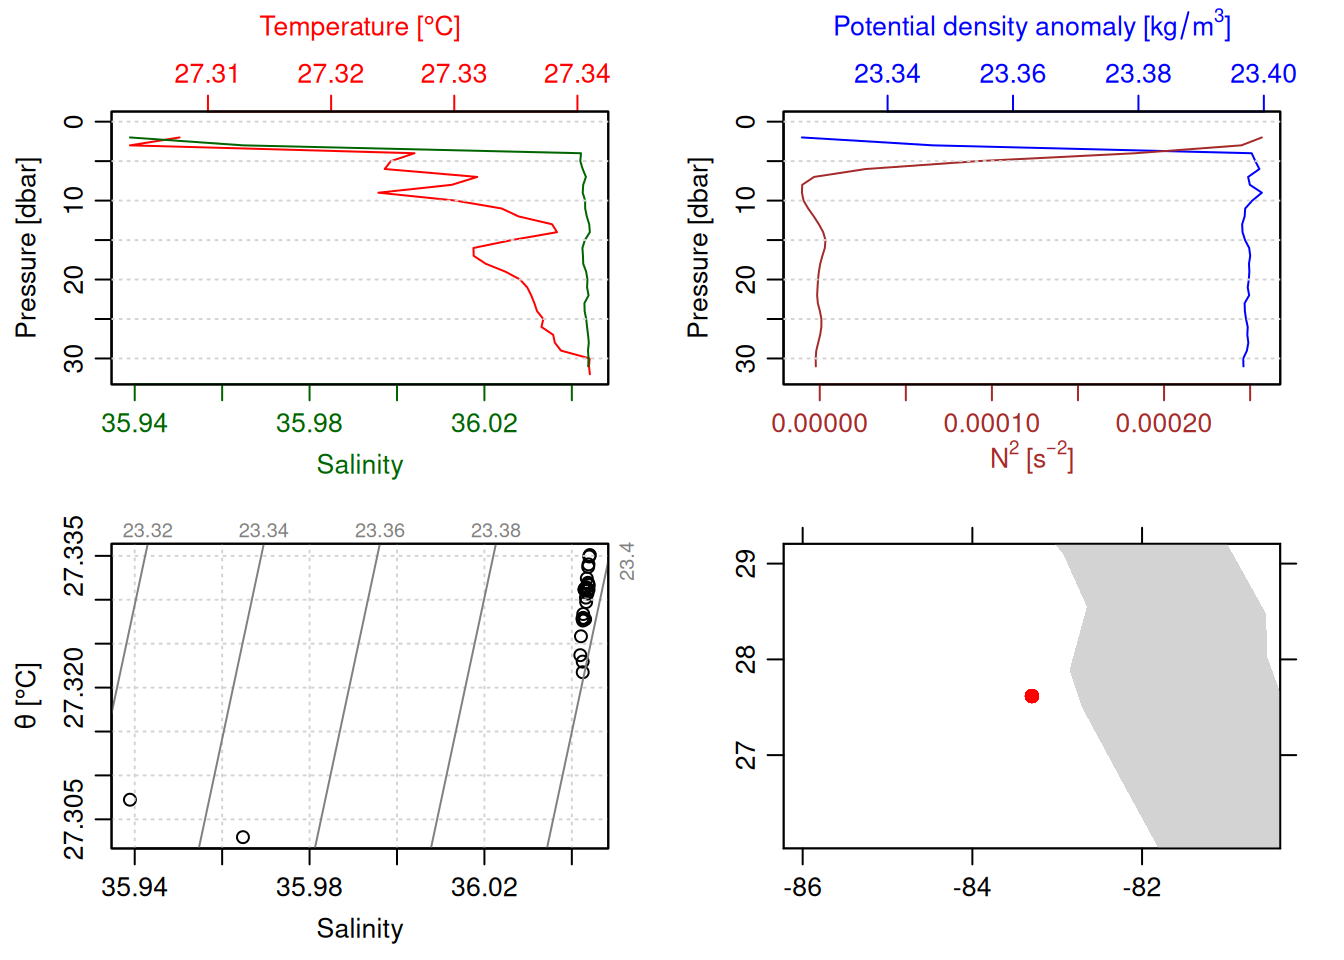 Temperature [°C]
27.31 27.32 27.33 27.34
0
10
20
30
Pressure [dbar]
35.94 35.98 36.02
Salinity
Potential density anomaly [kg/m³]
23.34 23.36 23.38 23.40
0
10
20
30
Pressure [dbar]
0.00000 0.00010 0.00020
N² [s⁻²]
23.32 23.34 23.36 23.38
23.4
27.335
27.320
27.305
θ [°C]
35.94 35.98 36.02
Salinity
29
28
27
-86 -84 -82